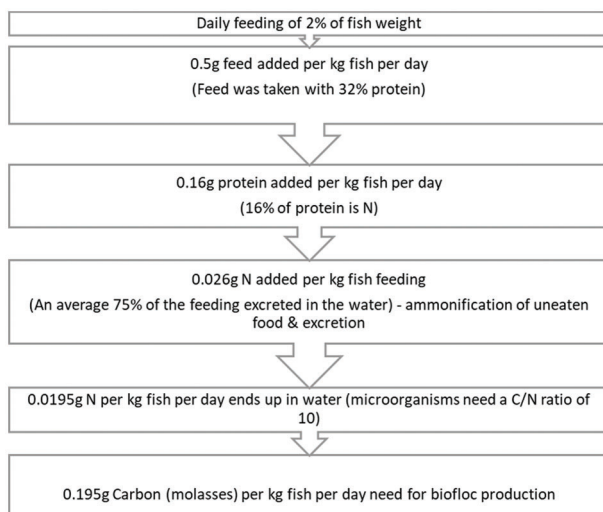 Daily feeding of 2% of fish weight
0.5g feed added per kg fish per day
(Feed was taken with 32% protein)
0.16g protein added per kg fish per day
(16% of protein is N)
0.026g N added per kg fish feeding
(An average 75% of the feeding excreted in the water) - ammonification of uneaten
food & excretion
0.0195g N per kg fish per day ends up in water (microorganisms need a C/N ratio of
10)
0.195g Carbon (molasses) per kg fish per day need for biofloc production